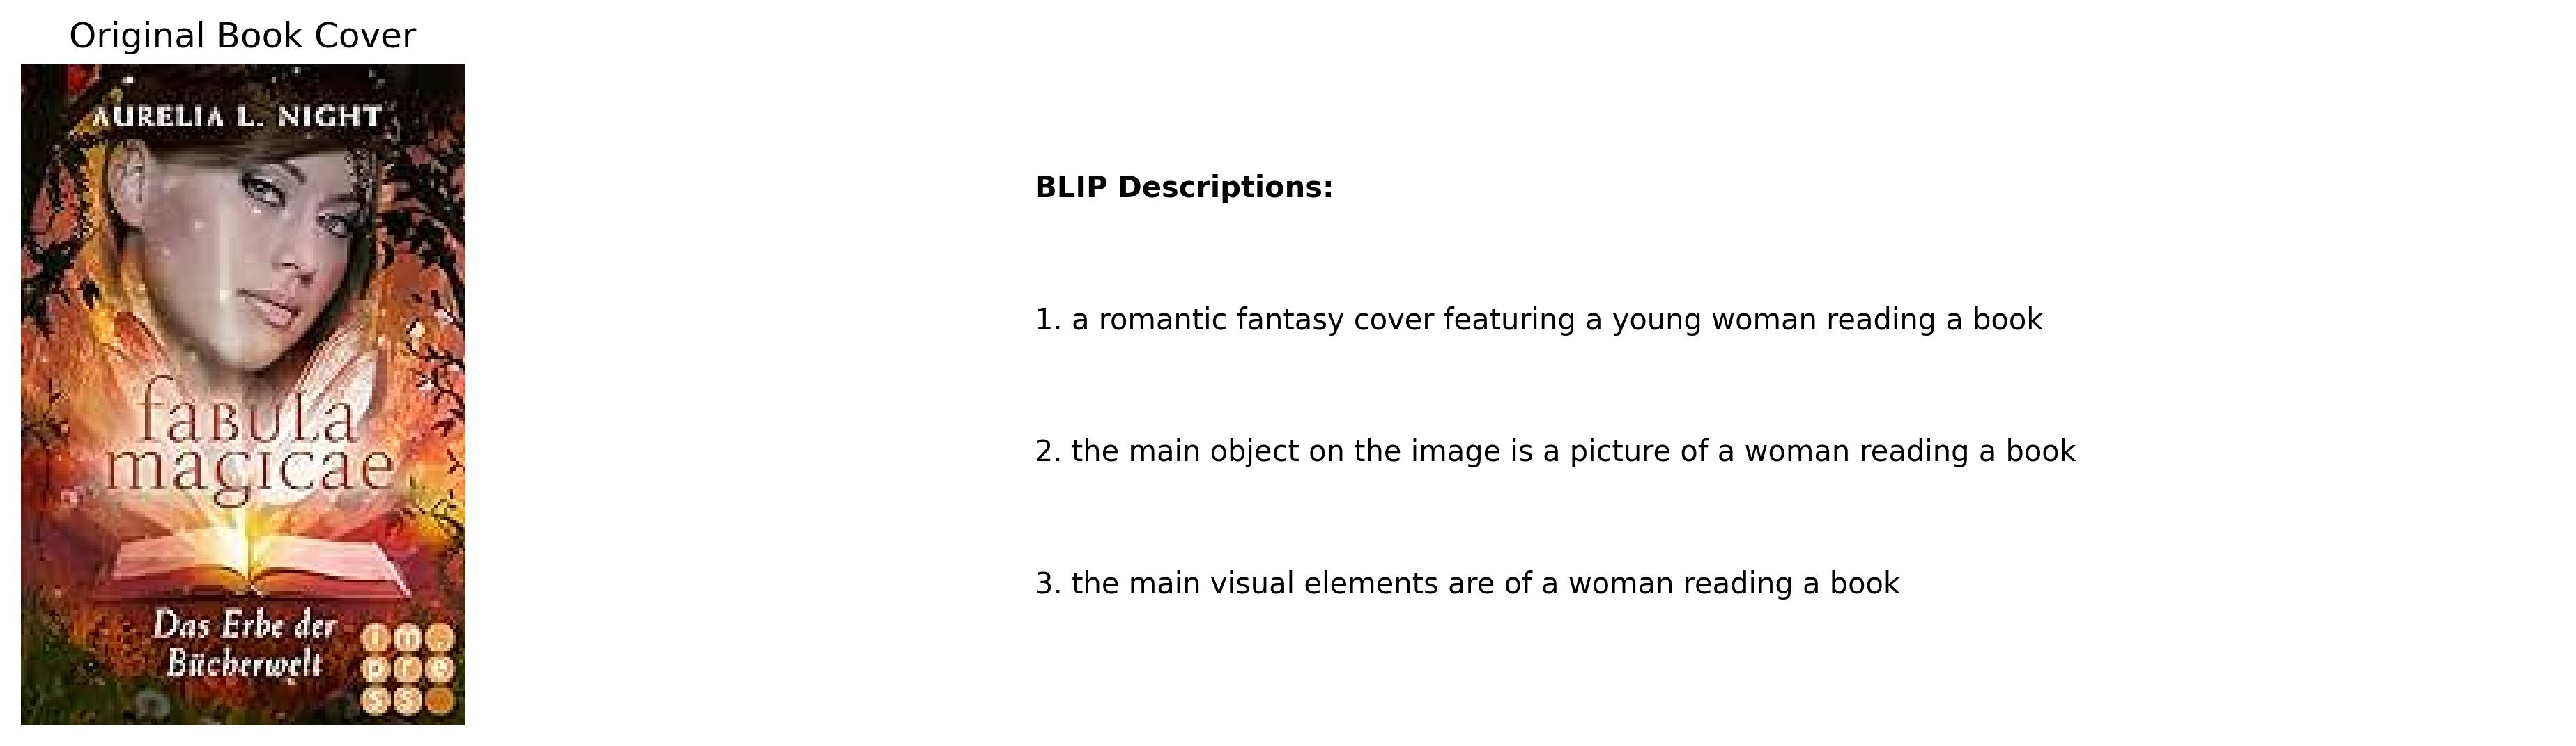 Original Book Cover
AURELIA L. NIGHT
fabula
magicae
Das Erbe der
Bücherwelt
im.
pre
ss
BLIP Descriptions:
1. a romantic fantasy cover featuring a young woman reading a book
2. the main object on the image is a picture of a woman reading a book
3. the main visual elements are of a woman reading a book